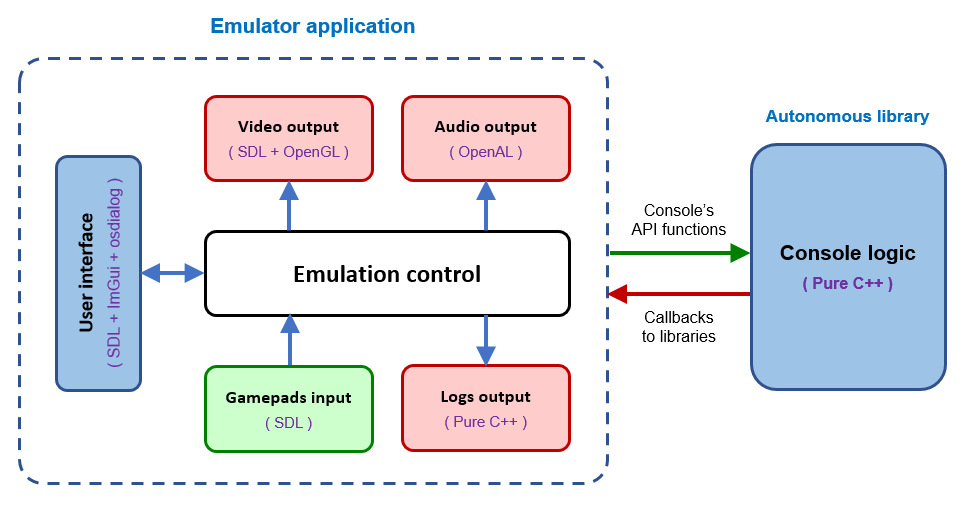 Emulator application
Autonomous library
Video output
( SDL + OpenGL )
Audio output
( OpenAL )
User interface
( SDL + ImGui + osdialog )
Emulation control
Gamepads input
( SDL )
Logs output
( Pure C++ )
Console’s
API functions
Callbacks
to libraries
Console logic
( Pure C++ )